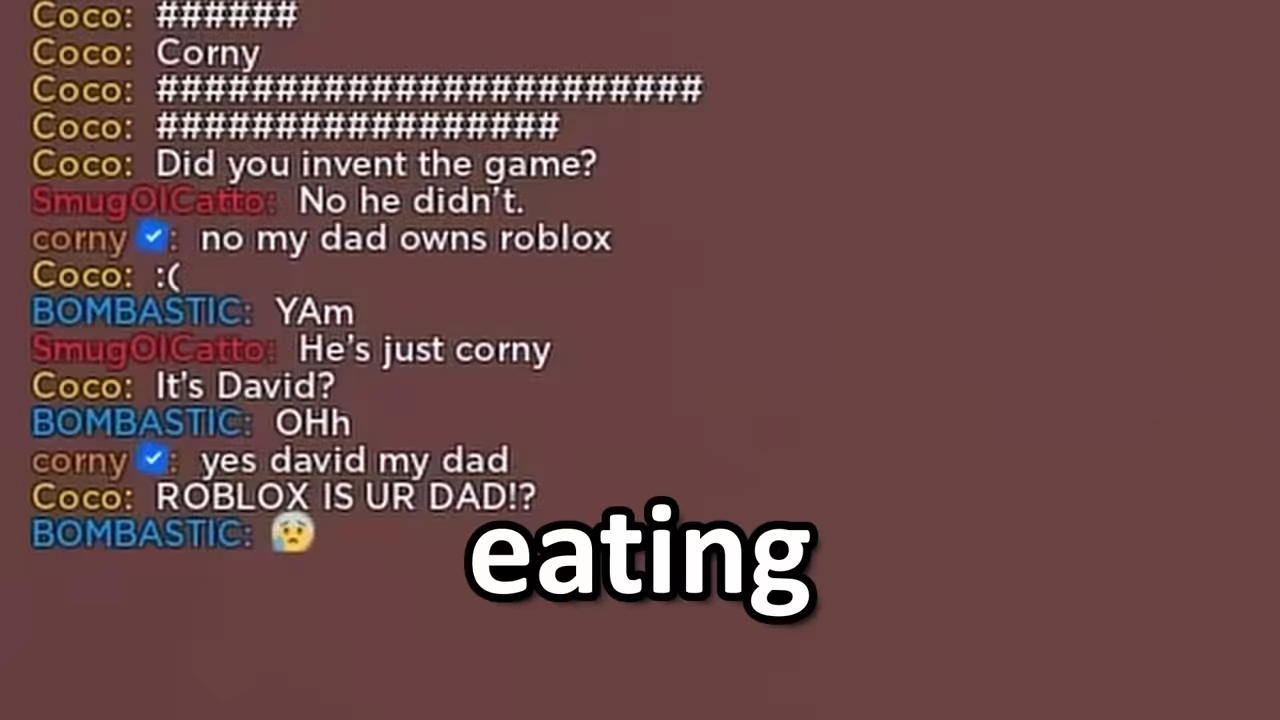 Coco: ######
Coco: Corny
Coco: #######################
Coco: #################
Coco: Did you invent the game?
SmugOlCatto: No he didn't.
corny ☑: no my dad owns roblox
Coco: :(
BOMBASTIC: YAm
SmugOlCatto: He's just corny
Coco: It's David?
BOMBASTIC: OHh
corny ☑: yes david my dad
Coco: ROBLOX IS UR DAD!?
BOMBASTIC: 😰
eating